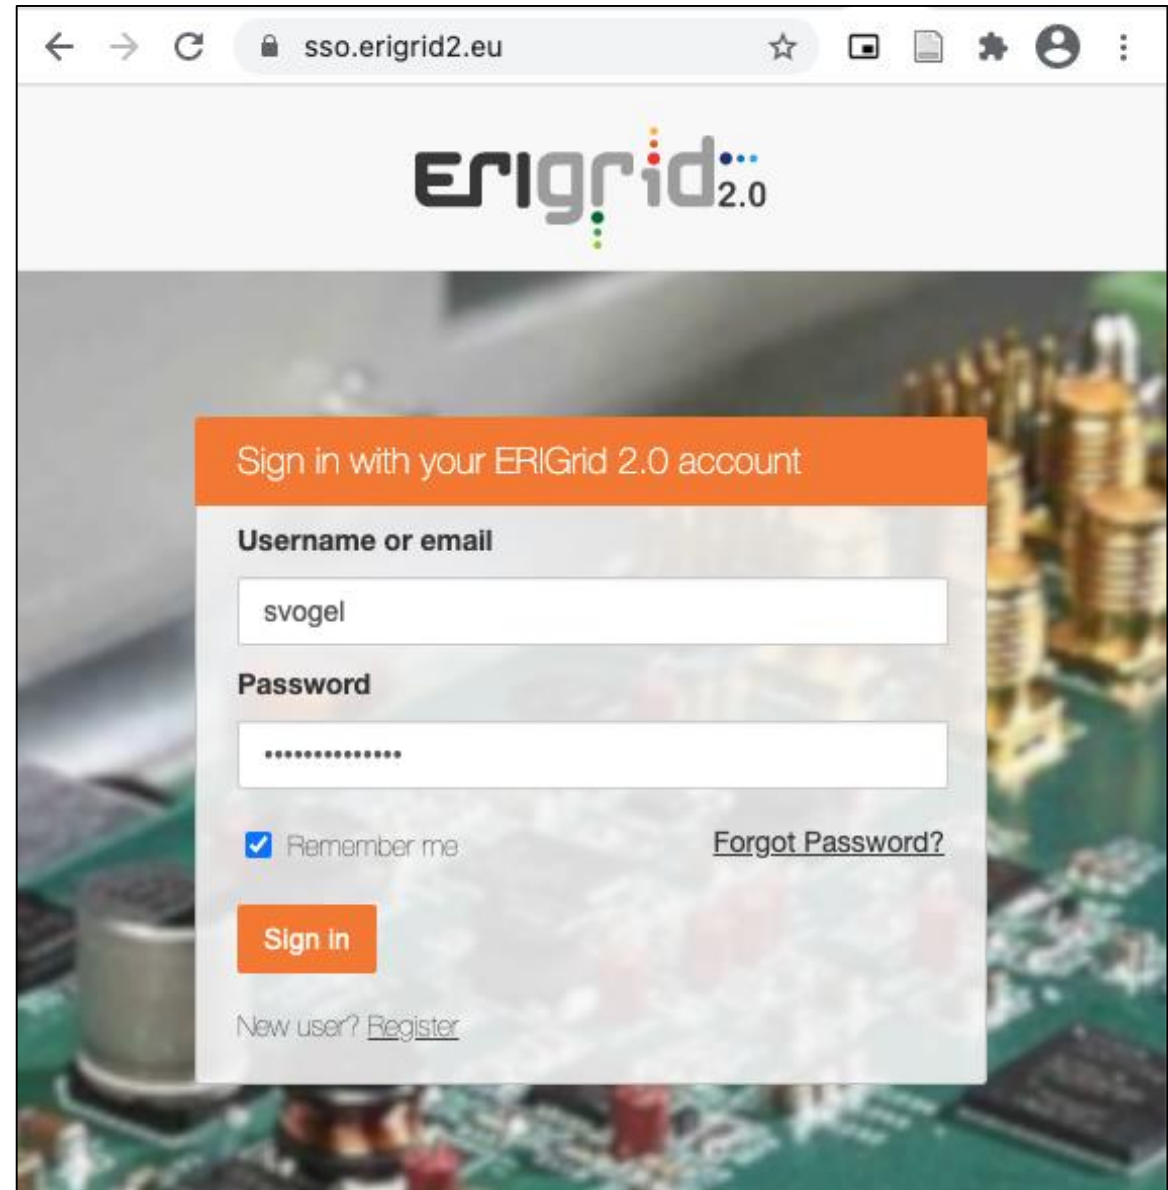 sso.erigrid2.eu
ERIgrid 2.0
Sign in with your ERIGrid 2.0 account
Username or email
svogel
Password
••••••••••••••
Remember me
Forgot Password?
Sign in
New user? Register